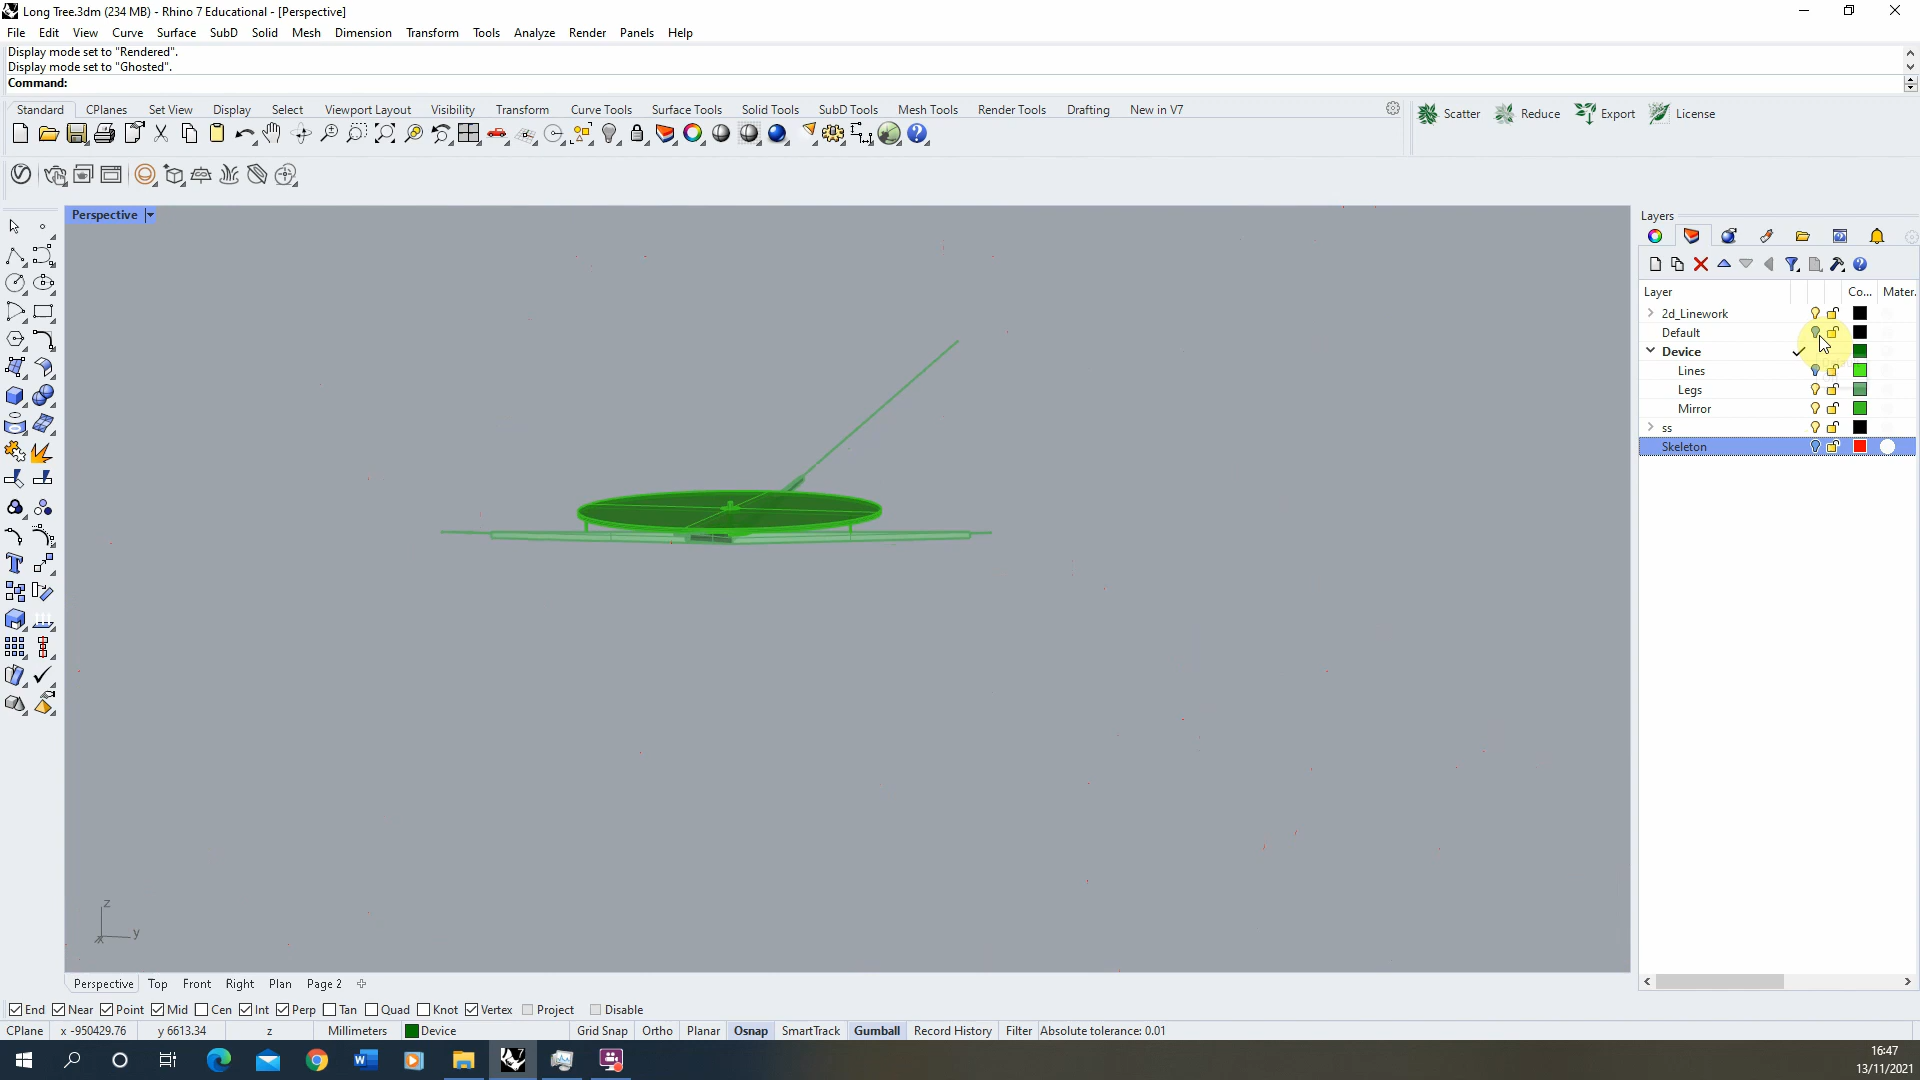 Long Tree.3dm (234 MB) - Rhino 7 Educational - [Perspective]
File Edit View Curve Surface SubD Solid Mesh Dimension Transform Tools Analyze Render Panels Help
Display mode set to "Rendered".
Display mode set to "Ghosted".
Command:
Standard CPlanes Set View Display Select Viewport Layout Visibility Transform Curve Tools Surface Tools Solid Tools SubD Tools Mesh Tools Render Tools Drafting New in V7
Scatter Reduce Export License
Perspective
Layers
Layer Co... Mater.
2d_Linework
Default
Device
Lines
Legs
Mirror
ss
Skeleton
z
y
x
Perspective Top Front Right Plan Page 2
End Near Point Mid Cen Int Perp Tan Quad Knot Vertex Project Disable
CPlane x -950429.76 y 6613.34 z Millimeters Device Grid Snap Ortho Planar Osnap SmartTrack Gumball Record History Filter Absolute tolerance: 0.01
16:47
13/11/2021